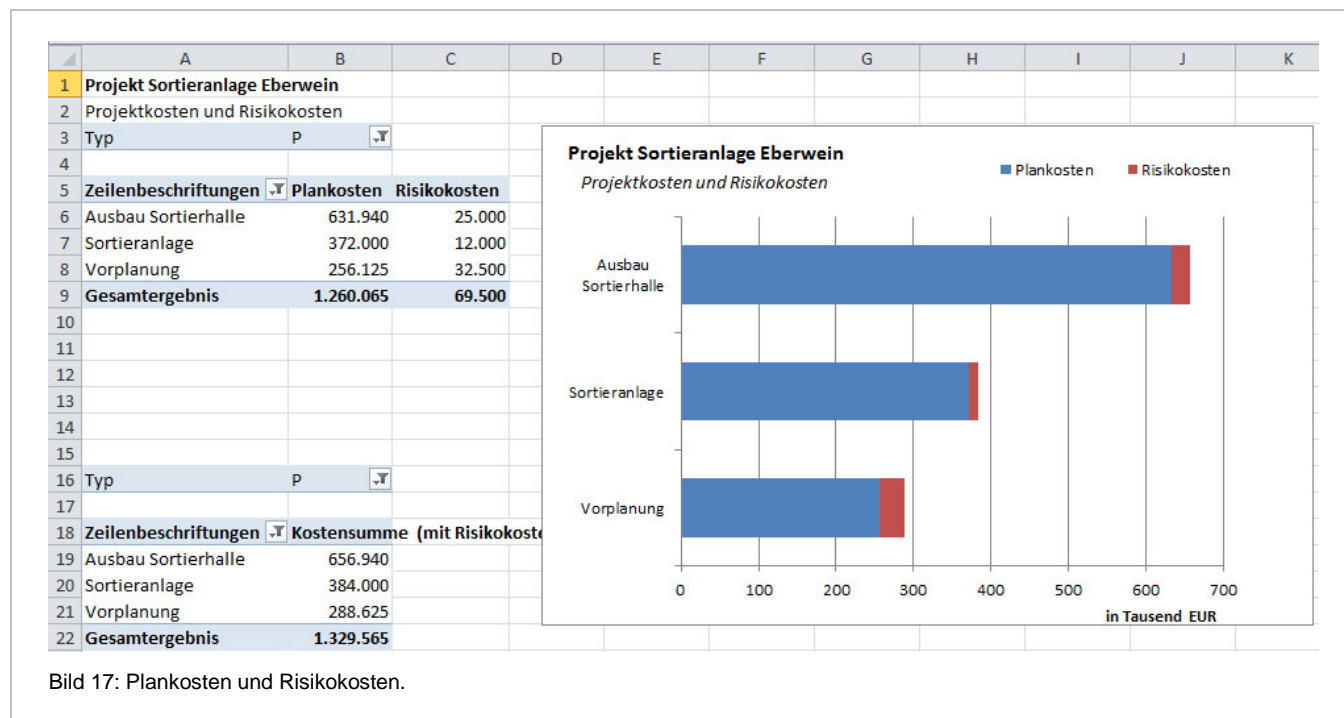 A B C D E F G H I J K
1 Projekt Sortieranlage Eberwein
2 Projektkosten und Risikokosten
3 Typ P
4
5 Zeilenbeschriftungen Plankosten Risikokosten
6 Ausbau Sortierhalle 631.940 25.000
7 Sortieranlage 372.000 12.000
8 Vorplanung 256.125 32.500
9 Gesamtergebnis 1.260.065 69.500
10
11
12
13
14
15
16 Typ P
17
18 Zeilenbeschriftungen Kostensumme (mit Risikokoste
19 Ausbau Sortierhalle 656.940
20 Sortieranlage 384.000
21 Vorplanung 288.625
22 Gesamtergebnis 1.329.565
Projekt Sortieranlage Eberwein
Projektkosten und Risikokosten
Plankosten Risikokosten
Ausbau
Sortierhalle
Sortieranlage
Vorplanung
0 100 200 300 400 500 600 700
in Tausend EUR
Bild 17: Plankosten und Risikokosten.